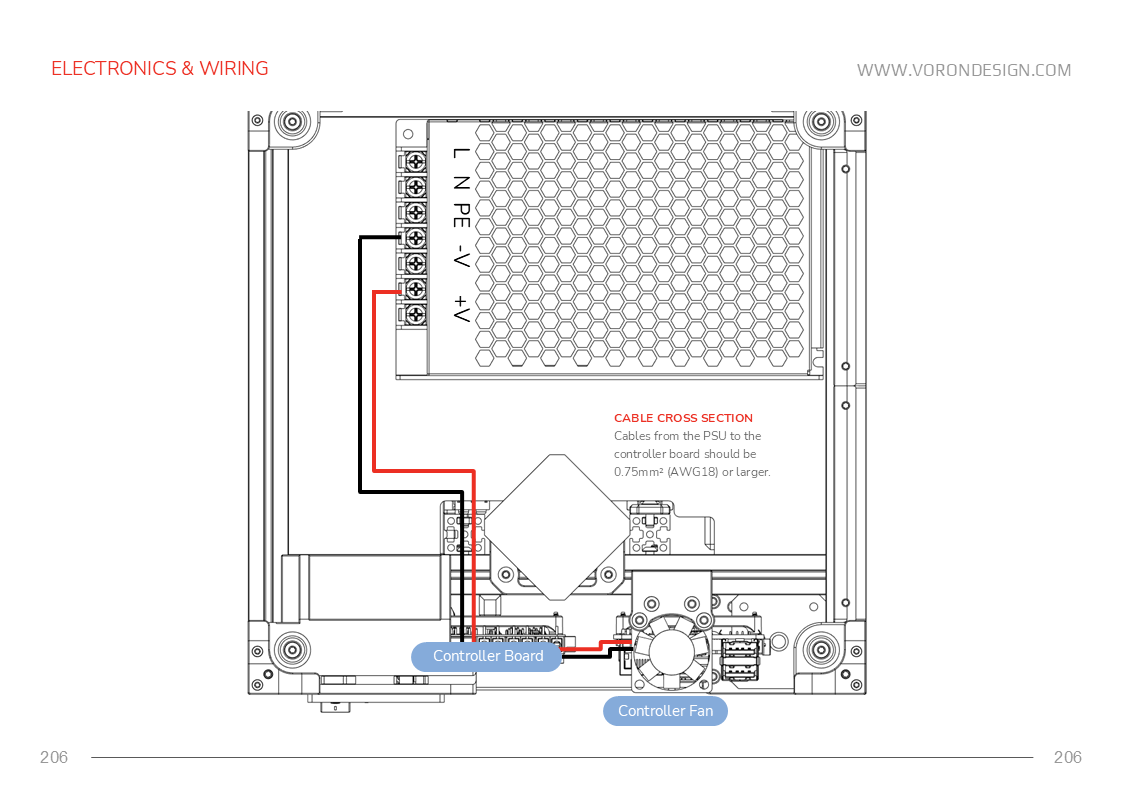 ELECTRONICS & WIRING
WWW.VORONDESIGN.COM
L
N
PE
-V
+V
CABLE CROSS SECTION
Cables from the PSU to the
controller board should be
0.75mm² (AWG18) or larger.
Controller Board
Controller Fan
206
206